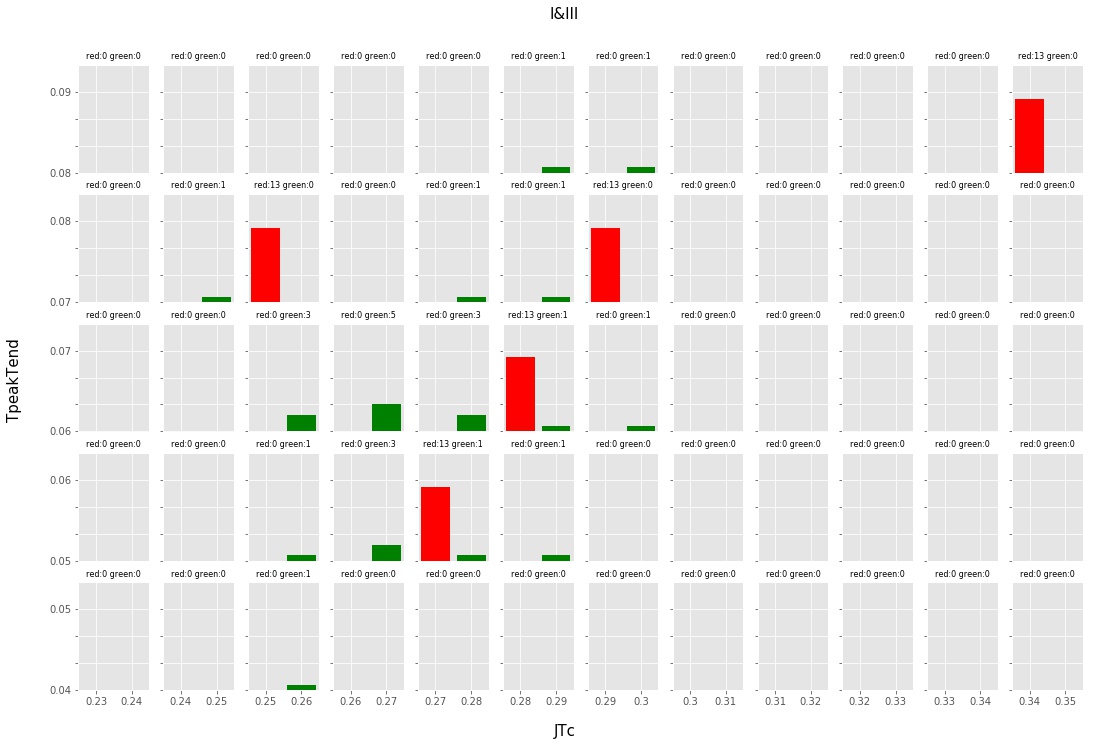 I&III
red:0 green:0 red:0 green:0 red:0 green:0 red:0 green:0 red:0 green:0 red:0 green:1 red:0 green:1 red:0 green:0 red:0 green:0 red:0 green:0 red:0 green:0 red:13 green:0
0.09
0.08
red:0 green:0 red:0 green:1 red:13 green:0 red:0 green:0 red:0 green:1 red:0 green:1 red:13 green:0 red:0 green:0 red:0 green:0 red:0 green:0 red:0 green:0 red:0 green:0
0.08
0.07
red:0 green:0 red:0 green:0 red:0 green:3 red:0 green:5 red:0 green:3 red:13 green:1 red:0 green:1 red:0 green:0 red:0 green:0 red:0 green:0 red:0 green:0 red:0 green:0
0.07
TpeakTend
0.06
red:0 green:0 red:0 green:0 red:0 green:1 red:0 green:3 red:13 green:1 red:0 green:1 red:0 green:0 red:0 green:0 red:0 green:0 red:0 green:0 red:0 green:0 red:0 green:0
0.06
0.05
red:0 green:0 red:0 green:0 red:0 green:1 red:0 green:0 red:0 green:0 red:0 green:0 red:0 green:0 red:0 green:0 red:0 green:0 red:0 green:0 red:0 green:0 red:0 green:0
0.05
0.04
0.23 0.24 0.24 0.25 0.25 0.26 0.26 0.27 0.27 0.28 0.28 0.29 0.29 0.3 0.3 0.31 0.31 0.32 0.32 0.33 0.33 0.34 0.34 0.35
JTc